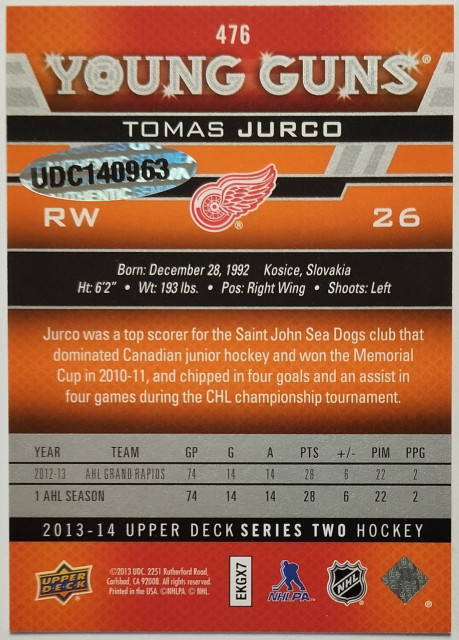 476
YOUNG GUNS®
TOMAS JURCO
UDC140963
RW
26
Born: December 28, 1992 Kosice, Slovakia
Ht: 6'2" • Wt: 193 lbs. • Pos: Right Wing • Shoots: Left
Jurco was a top scorer for the Saint John Sea Dogs club that
dominated Canadian junior hockey and won the Memorial
Cup in 2010-11, and chipped in four goals and an assist in
four games during the CHL championship tournament.
YEAR TEAM GP G A PTS +/- PIM PPG
2012-13 AHL GRAND RAPIDS 74 14 14 28 6 22 2
1 AHL SEASON 74 14 14 28 6 22 2
2013-14 UPPER DECK SERIES TWO HOCKEY
UPPER DECK
©2013 UDC. 2251 Rutherford Road,
Carlsbad, CA 92008. All rights reserved.
Printed in the USA. ©NHLPA. © NHL.
EKGX7
NHLPA
NHL